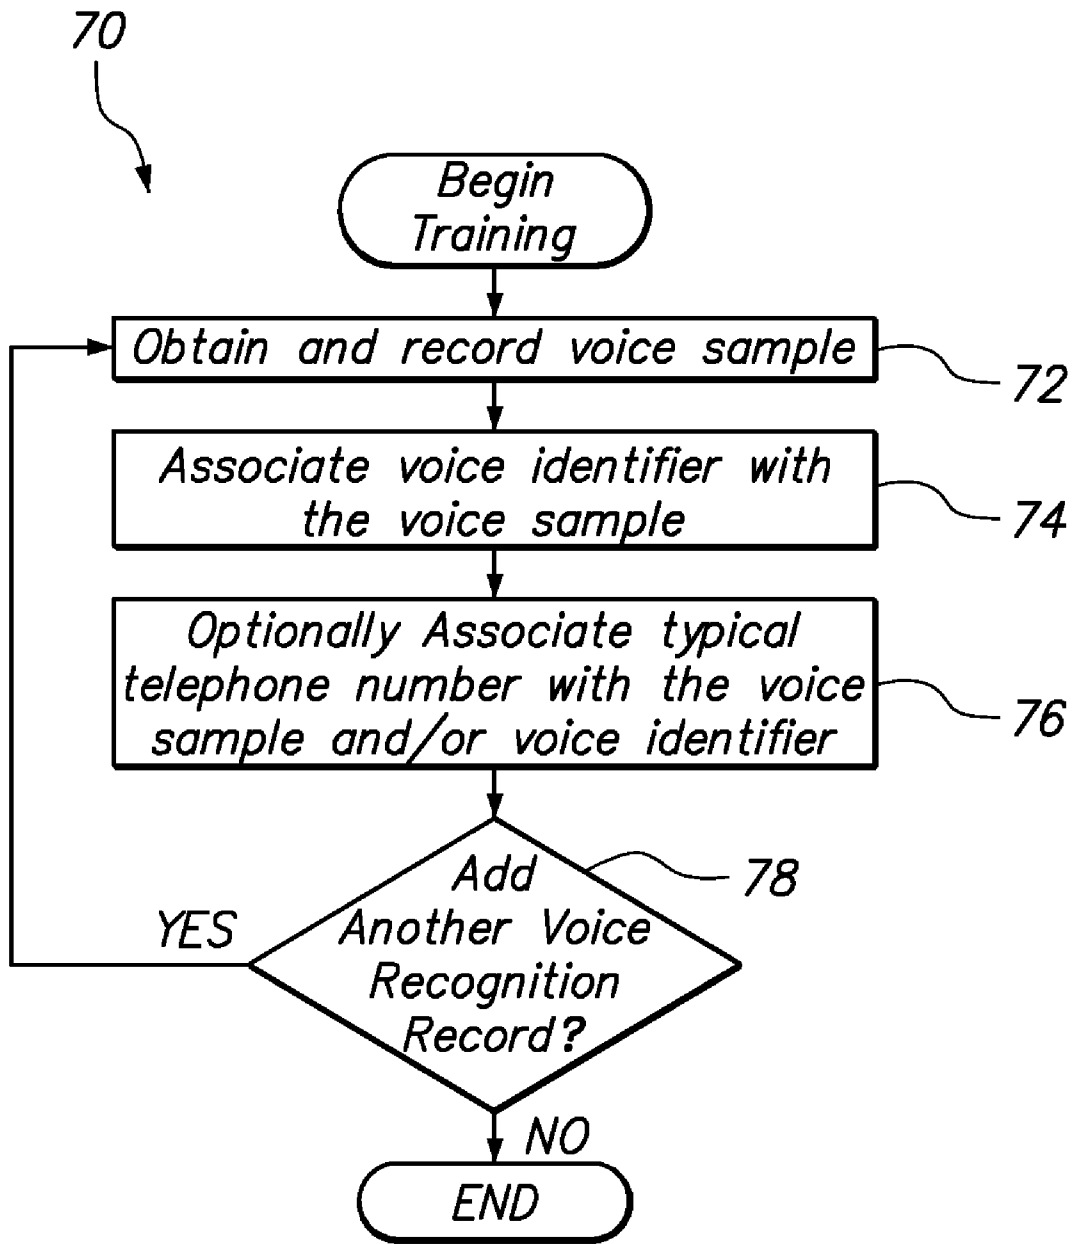 70
Begin
Training
Obtain and record voice sample
72
Associate voice identifier with
the voice sample
74
Optionally Associate typical
telephone number with the voice
sample and/or voice identifier
76
Add
Another Voice
Recognition
Record?
78
YES
NO
END